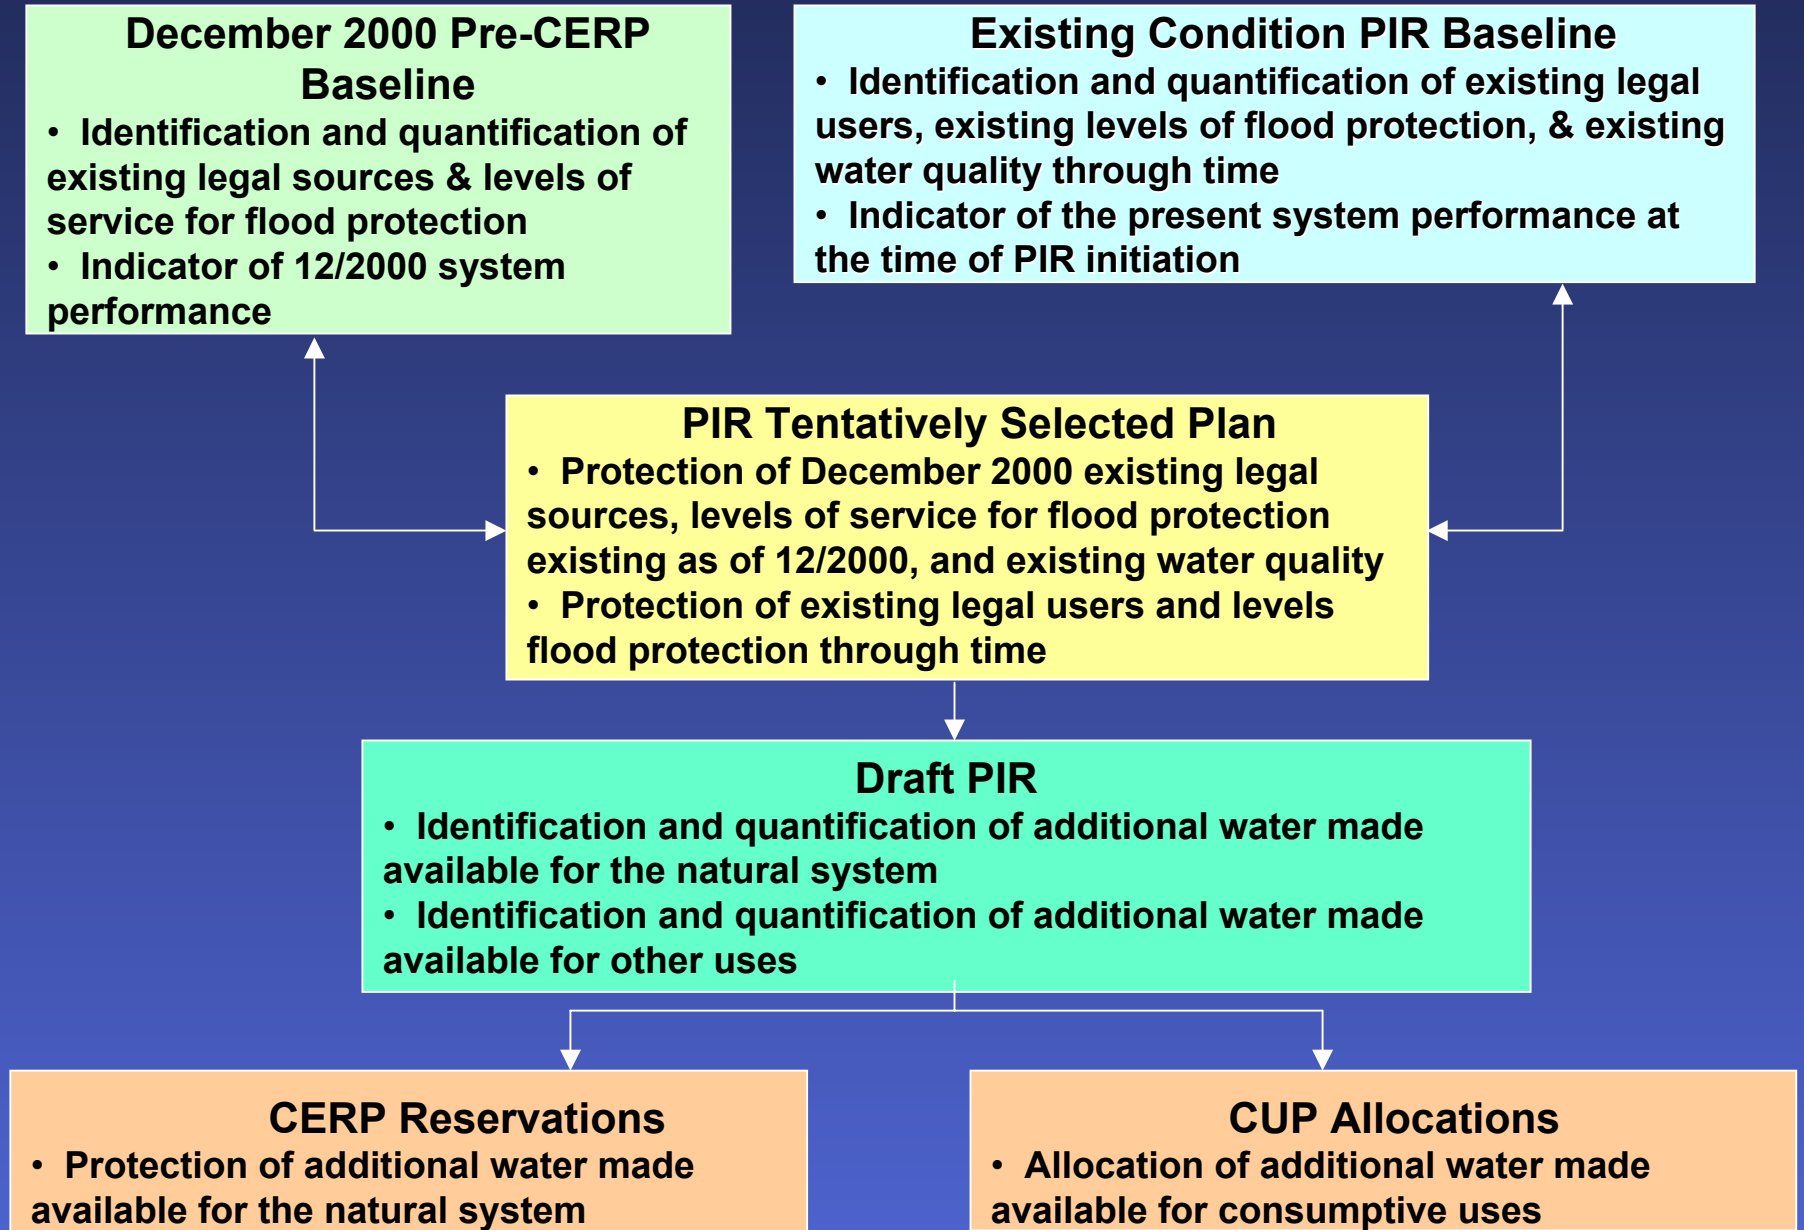 December 2000 Pre-CERP
Baseline
• Identification and quantification of
existing legal sources & levels of
service for flood protection
• Indicator of 12/2000 system
performance
Existing Condition PIR Baseline
• Identification and quantification of existing legal
users, existing levels of flood protection, & existing
water quality through time
• Indicator of the present system performance at
the time of PIR initiation
PIR Tentatively Selected Plan
• Protection of December 2000 existing legal
sources, levels of service for flood protection
existing as of 12/2000, and existing water quality
• Protection of existing legal users and levels
flood protection through time
Draft PIR
• Identification and quantification of additional water made
available for the natural system
• Identification and quantification of additional water made
available for other uses
CERP Reservations
• Protection of additional water made
available for the natural system
CUP Allocations
• Allocation of additional water made
available for consumptive uses